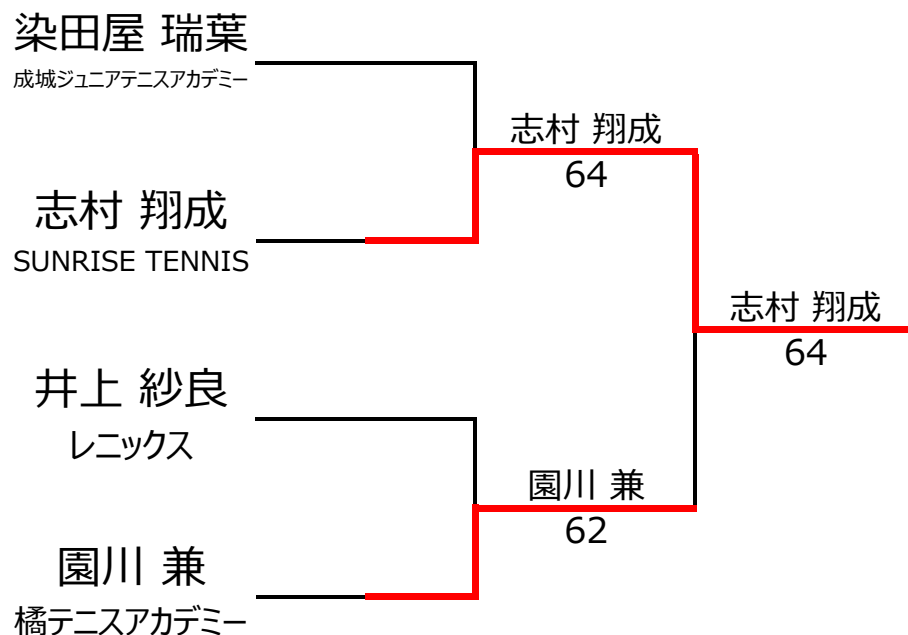 染田屋 瑞葉
成城ジュニアテニスアカデミー
志村 翔成
64
志村 翔成
SUNRISE TENNIS
志村 翔成
64
井上 紗良
レニックス
園川 兼
62
園川 兼
橘テニスアカデミー